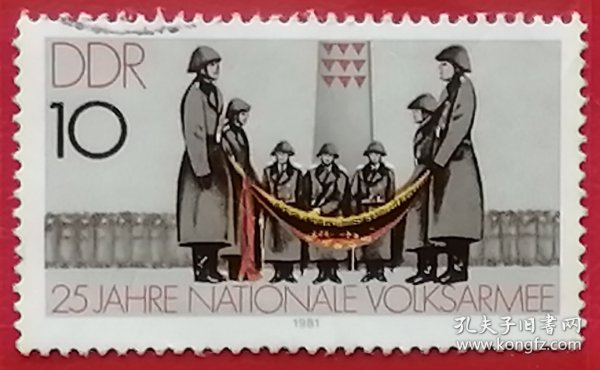 DDR
10
25 JAHRE NATIONALE VOLKSARMEE
1981
孔夫子旧书网
www.kongfz.com